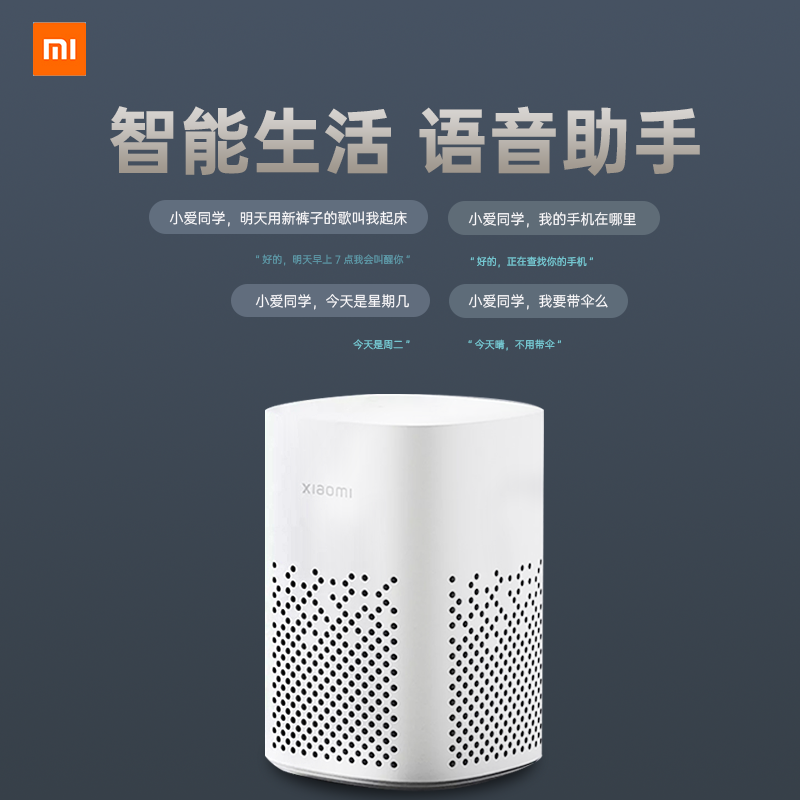 mi
智能生活 语音助手
小爱同学，明天用新裤子的歌叫我起床
小爱同学，我的手机在哪里
“好的，明天早上7点我会叫醒你”
“好的，正在查找你的手机”
小爱同学，今天是星期几
小爱同学，我要带伞么
今天是周二”
“今天晴，不用带伞”
xiaomi